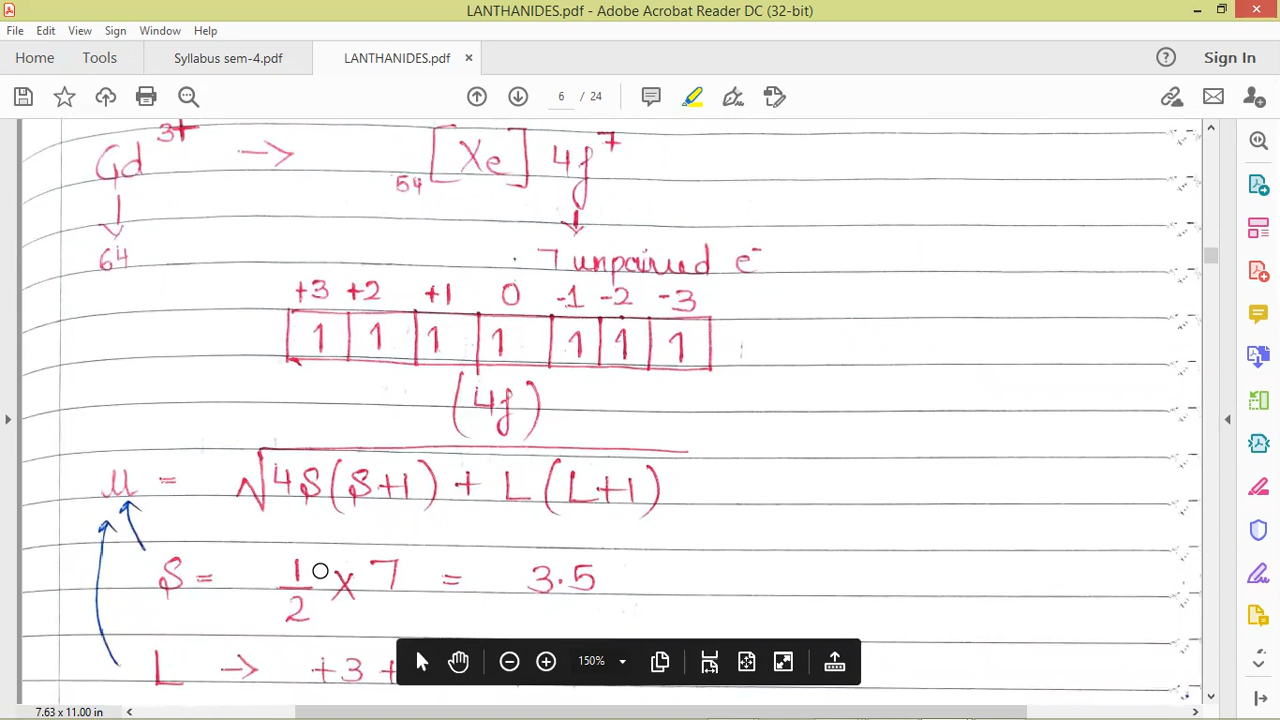 LANTHANIDES.pdf - Adobe Acrobat Reader DC (32-bit)
File Edit View Sign Window Help
Home Tools Syllabus sem-4.pdf LANTHANIDES.pdf × Sign In
6 / 24
Gd³⁺ → ₅₄[Xe] 4f⁷
64
7 unpaired e⁻
+3 +2 +1 0 -1 -2 -3
1 1 1 1 1 1 1
(4f)
μ = √4S(S+1) + L(L+1)
S = 1/2 x 7 = 3.5
L → +3 +
150%
7.63 x 11.00 in